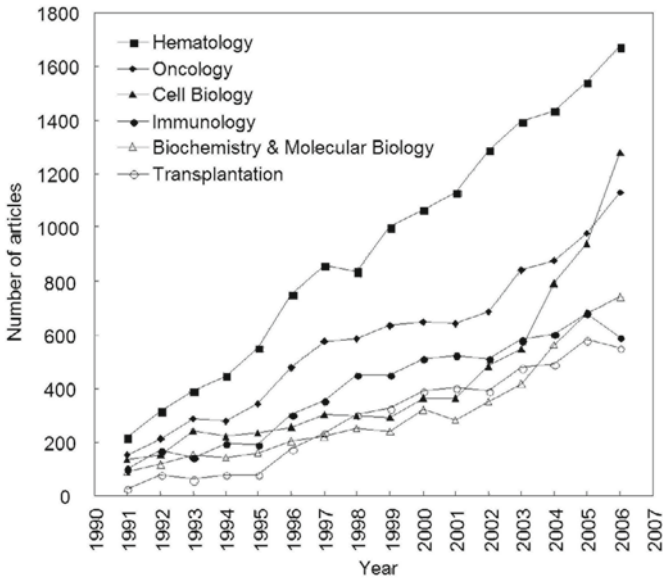 1800
1600
1400
1200
1000
800
600
400
200
0
Number of articles
Hematology
Oncology
Cell Biology
Immunology
Biochemistry & Molecular Biology
Transplantation
1990 1991 1992 1993 1994 1995 1996 1997 1998 1999 2000 2001 2002 2003 2004 2005 2006 2007
Year